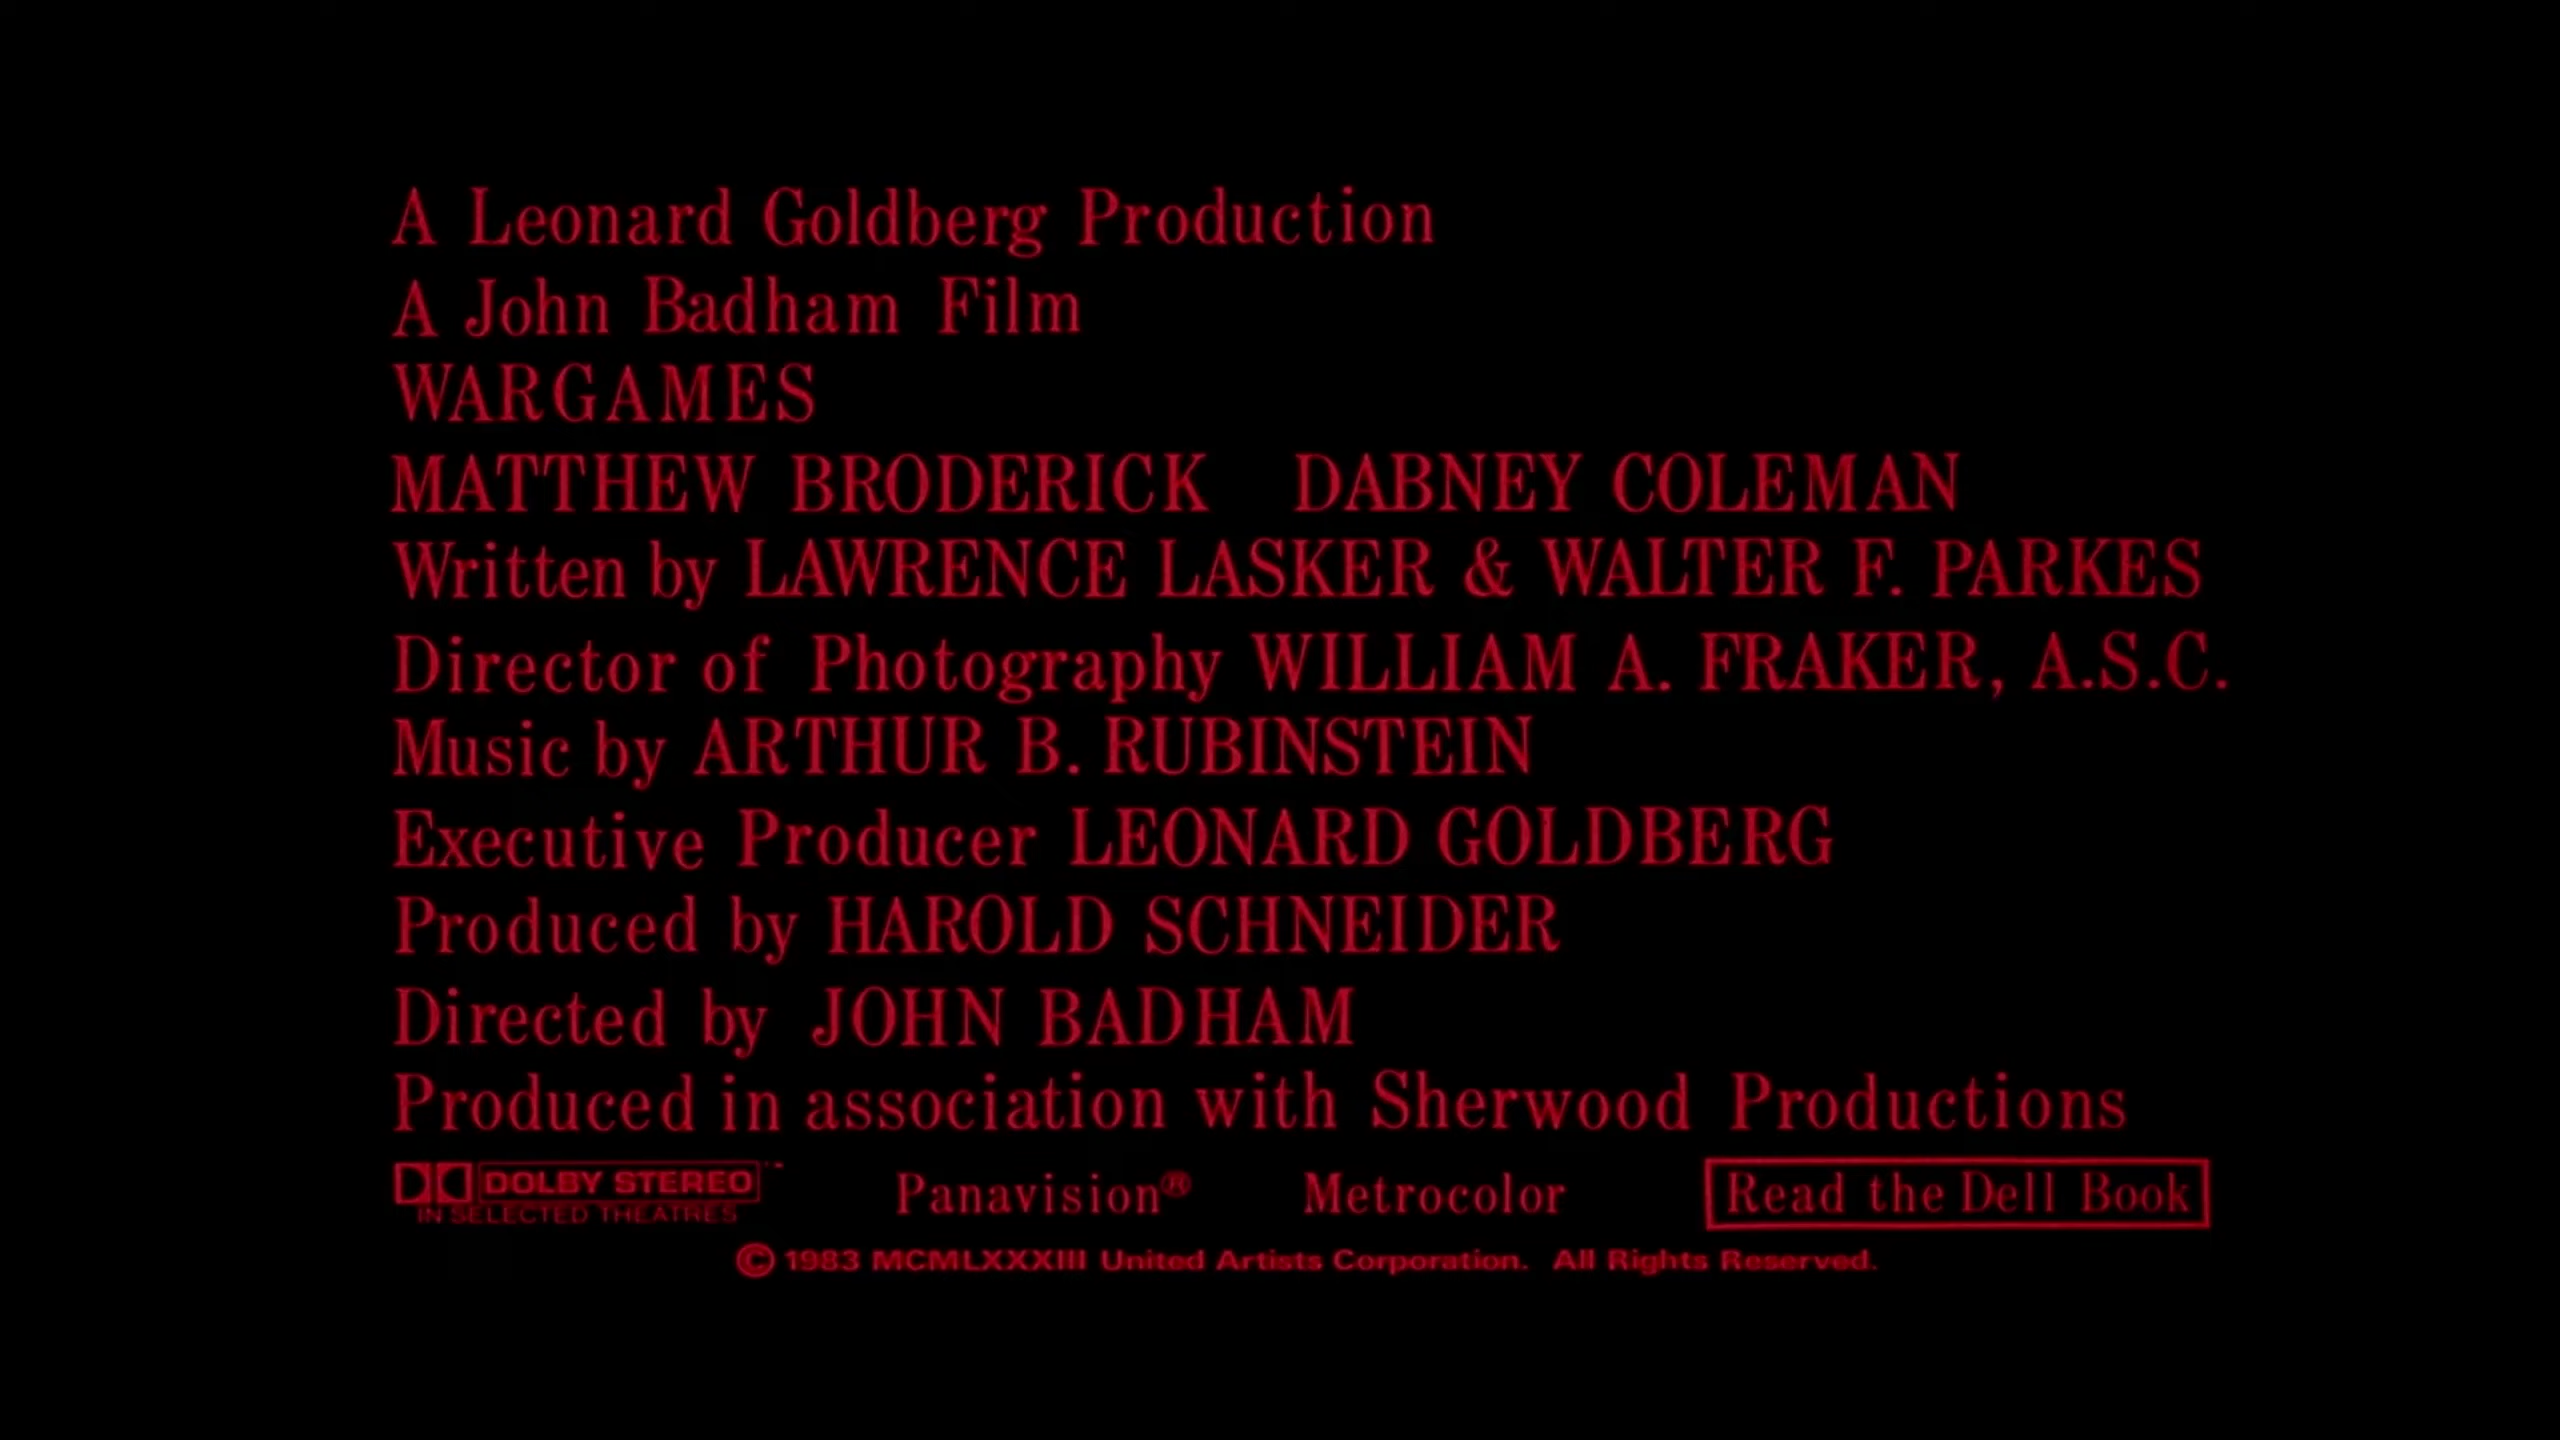 A Leonard Goldberg Production
A John Badham Film
WARGAMES
MATTHEW BRODERICK DABNEY COLEMAN
Written by LAWRENCE LASKER & WALTER F. PARKES
Director of Photography WILLIAM A. FRAKER, A.S.C.
Music by ARTHUR B. RUBINSTEIN
Executive Producer LEONARD GOLDBERG
Produced by HAROLD SCHNEIDER
Directed by JOHN BADHAM
Produced in association with Sherwood Productions
DOLBY STEREO™ Panavision® Metrocolor Read the Dell Book
IN SELECTED THEATRES
© 1983 MCMLXXXIII United Artists Corporation. All Rights Reserved.